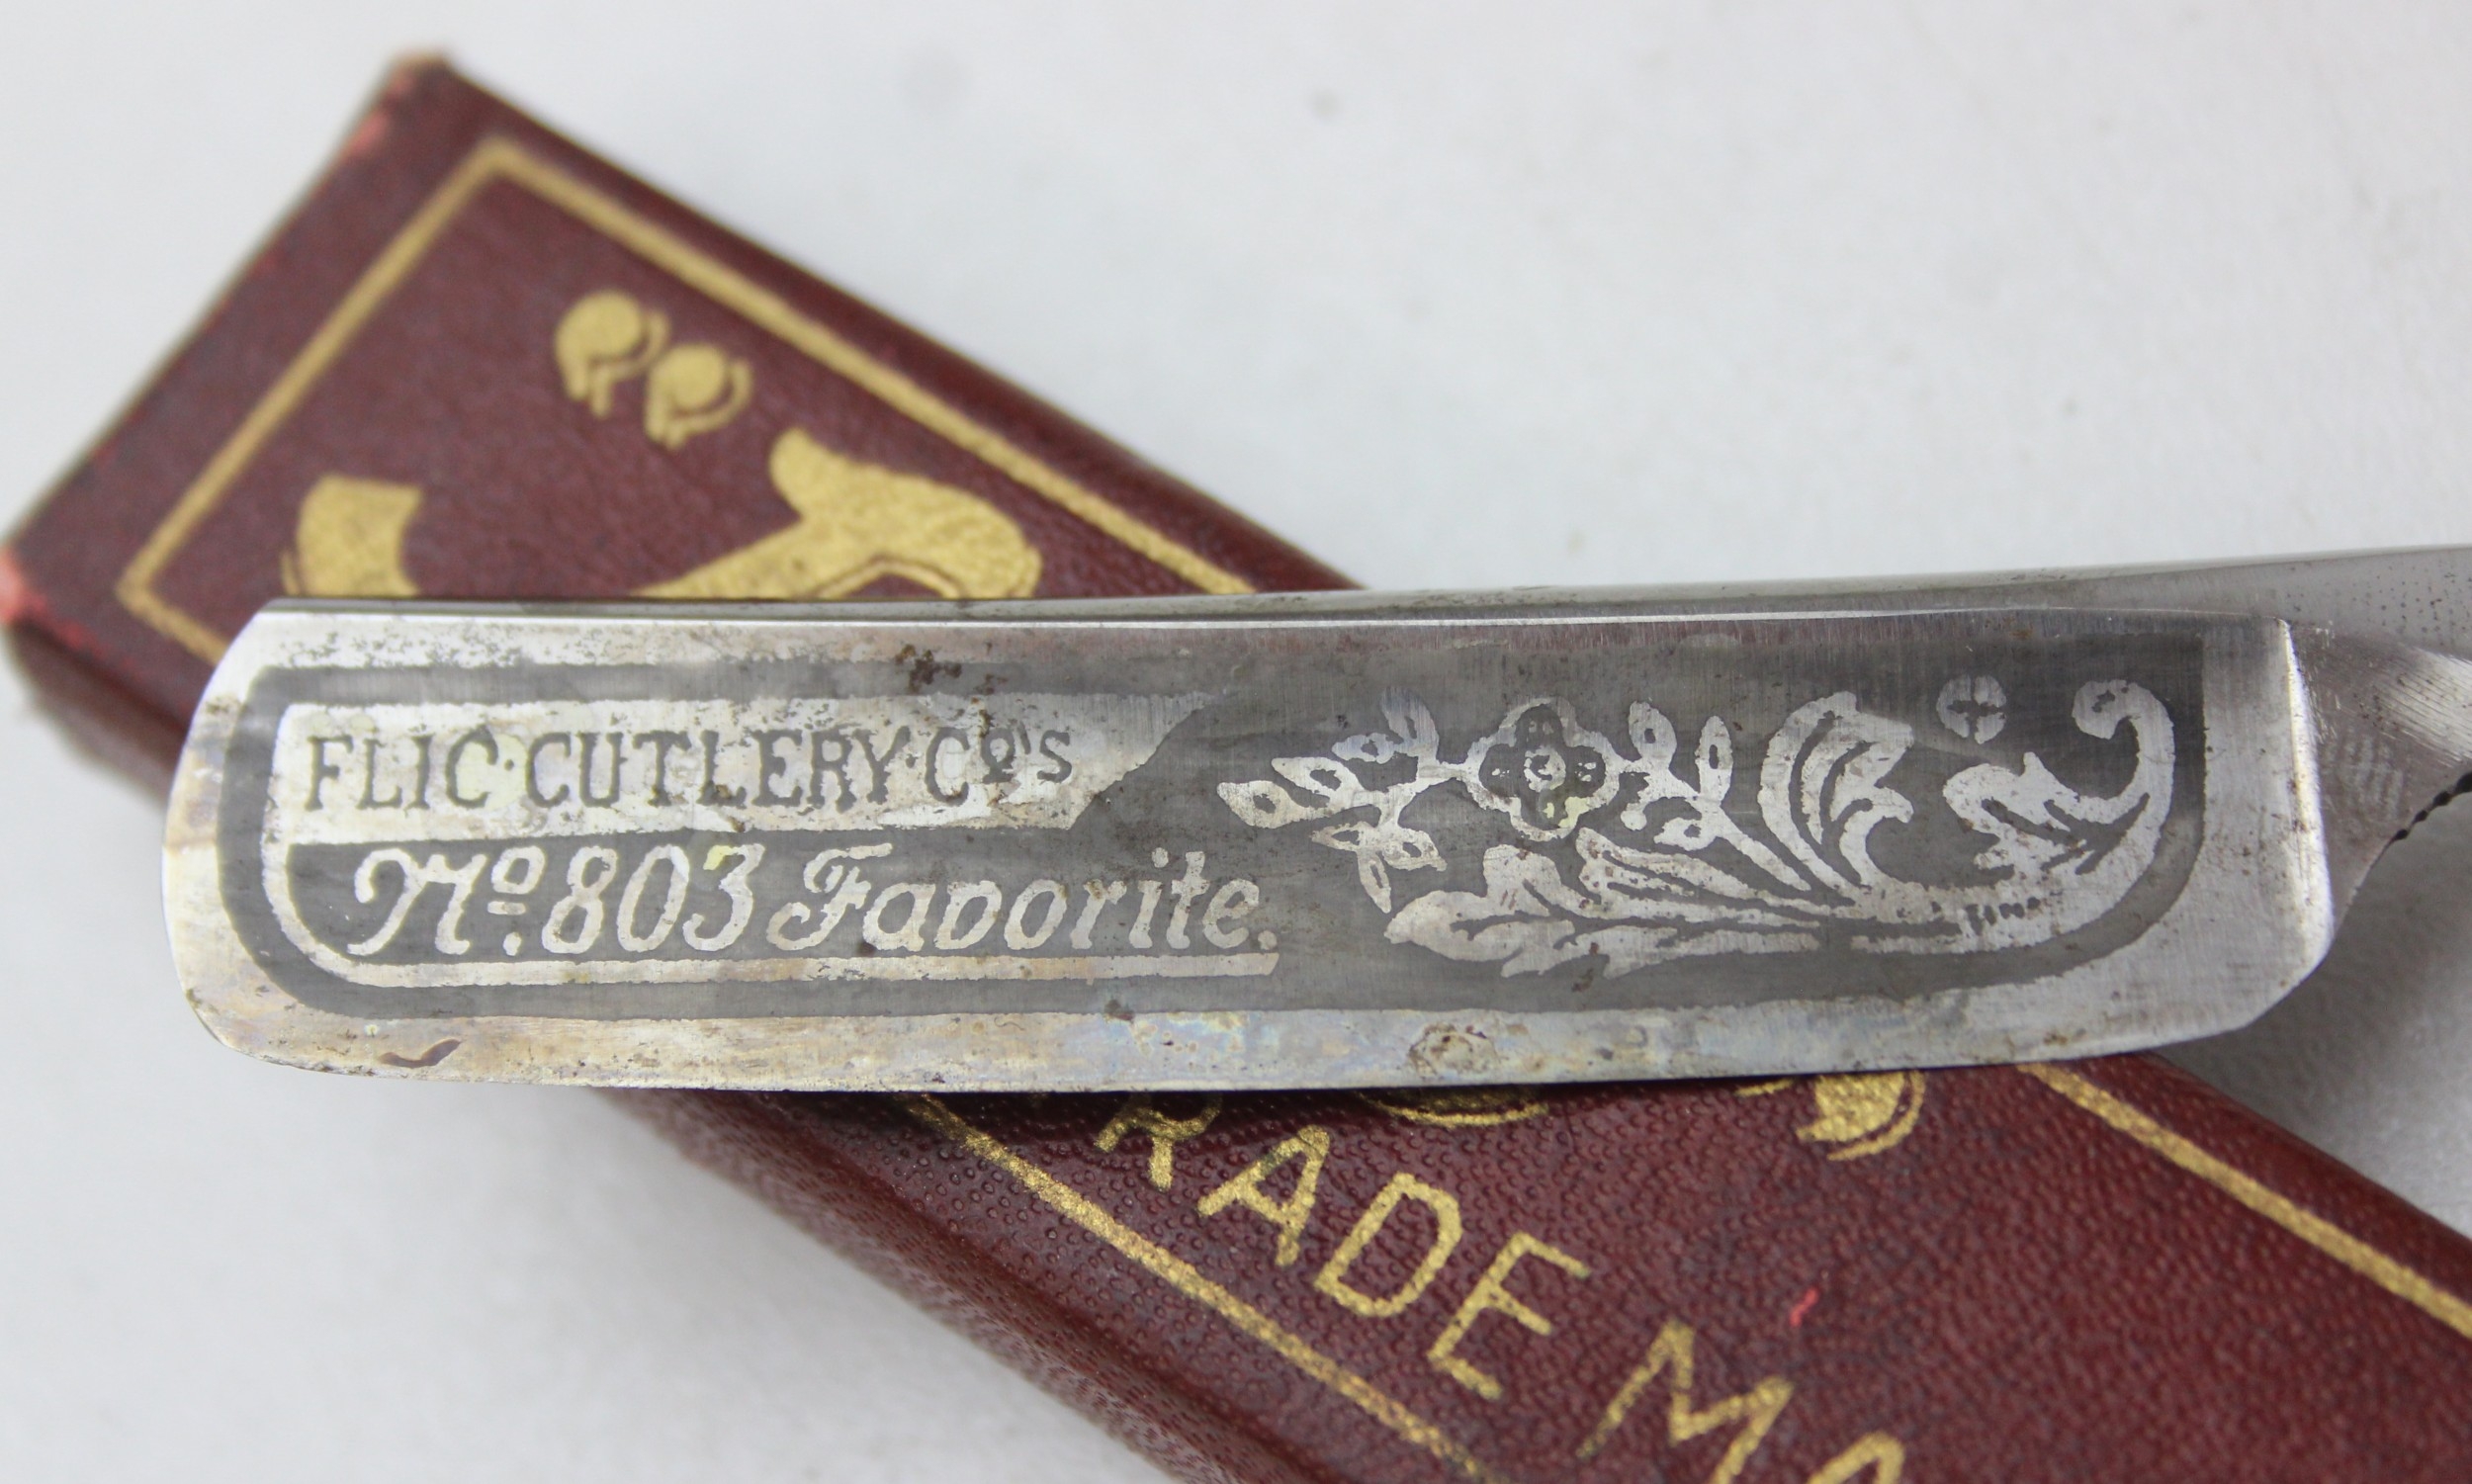 FLIC·CUTLERY·Cº'S
Nº. 803 Favorite.
RADE MA